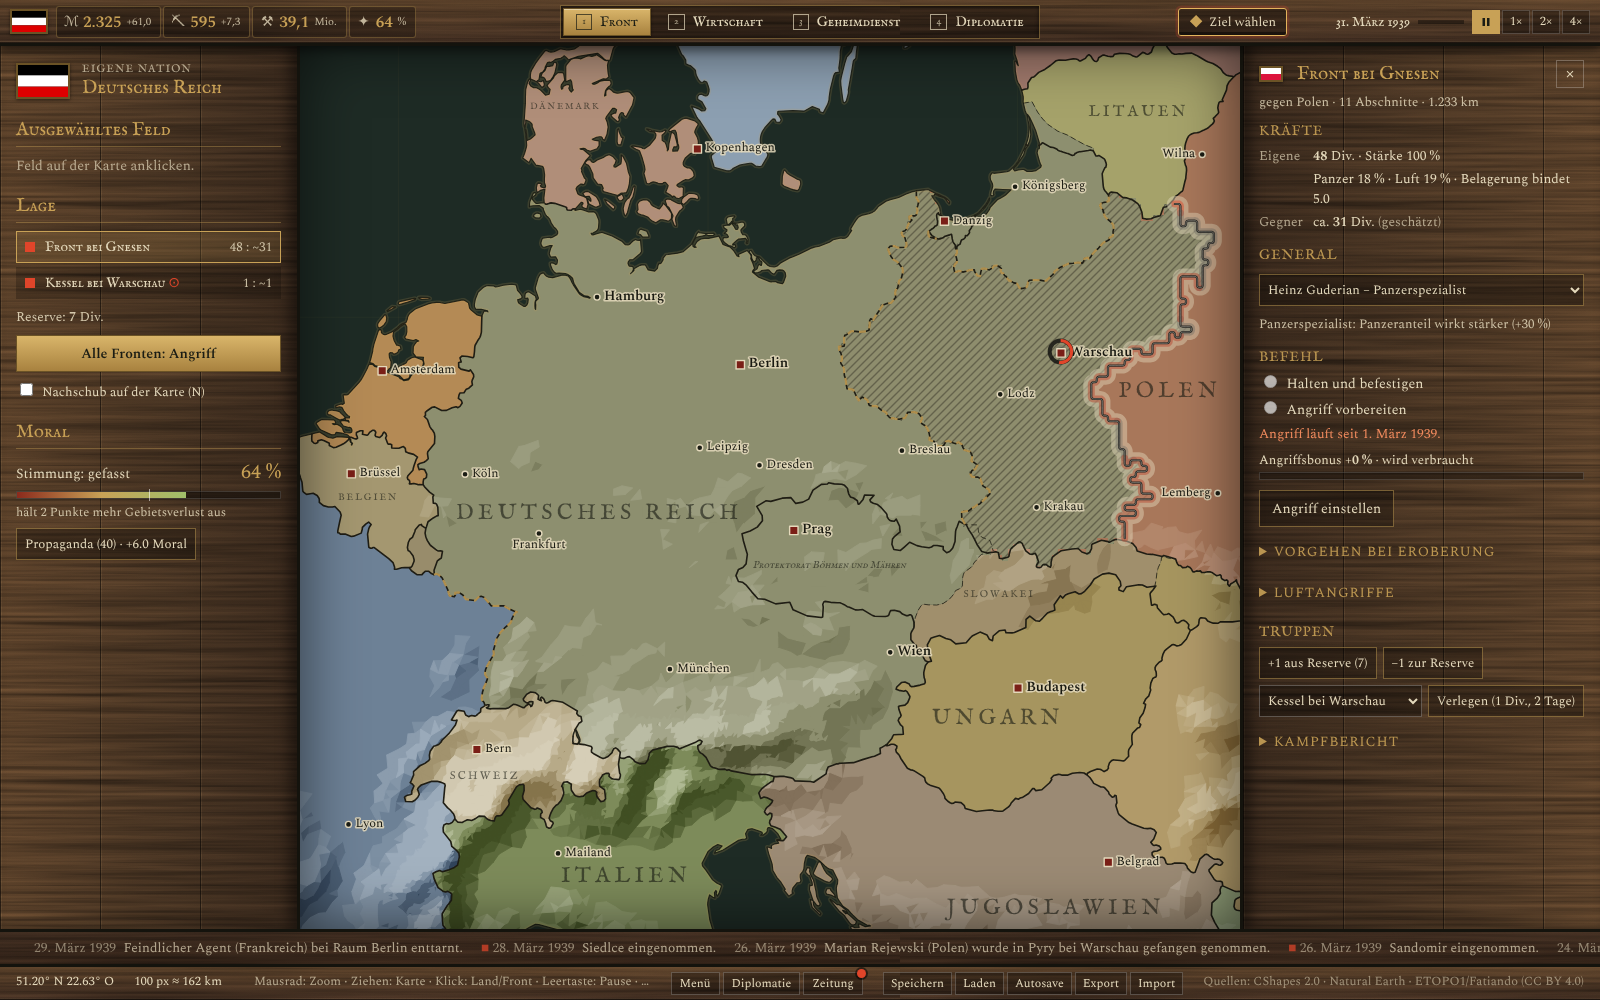 ℳ 2.325 +61,0 595 +7,3 39,1 Mio. 64 %
1 Front 2 Wirtschaft 3 Geheimdienst 4 Diplomatie
Ziel wählen
31. März 1939
1× 2× 4×
Eigene Nation
Deutsches Reich
Ausgewähltes Feld
Feld auf der Karte anklicken.
Lage
Front bei Gnesen 48 : ~31
Kessel bei Warschau 1 : ~1
Reserve: 7 Div.
Alle Fronten: Angriff
Nachschub auf der Karte (N)
Moral
Stimmung: gefasst 64 %
hält 2 Punkte mehr Gebietsverlust aus
Propaganda (40) · +6.0 Moral
DÄNEMARK
Kopenhagen
LITAUEN
Wilna
Königsberg
Danzig
Hamburg
Berlin
Warschau
Amsterdam
POLEN
Lodz
Leipzig
Breslau
Dresden
Brüssel
Köln
BELGIEN
Lemberg
Krakau
DEUTSCHES REICH
Prag
Frankfurt
Protektorat Böhmen und Mähren
SLOWAKEI
Wien
München
Budapest
UNGARN
Bern
SCHWEIZ
Lyon
Mailand
ITALIEN
Belgrad
JUGOSLAWIEN
Front bei Gnesen ×
gegen Polen · 11 Abschnitte · 1.233 km
KRÄFTE
Eigene 48 Div. · Stärke 100 %
Panzer 18 % · Luft 19 % · Belagerung bindet
5.0
Gegner ca. 31 Div. (geschätzt)
GENERAL
Heinz Guderian – Panzerspezialist
Panzerspezialist: Panzeranteil wirkt stärker (+30 %)
BEFEHL
Halten und befestigen
Angriff vorbereiten
Angriff läuft seit 1. März 1939.
Angriffsbonus +0 % · wird verbraucht
Angriff einstellen
VORGEHEN BEI EROBERUNG
LUFTANGRIFFE
TRUPPEN
+1 aus Reserve (7) −1 zur Reserve
Kessel bei Warschau Verlegen (1 Div., 2 Tage)
KAMPFBERICHT
29. März 1939 Feindlicher Agent (Frankreich) bei Raum Berlin enttarnt. 28. März 1939 Siedlce eingenommen. 26. März 1939 Marian Rejewski (Polen) wurde in Pyry bei Warschau gefangen genommen. 26. März 1939 Sandomir eingenommen. 24. Mär
51.20° N 22.63° O 100 px ≈ 162 km Mausrad: Zoom · Ziehen: Karte · Klick: Land/Front · Leertaste: Pause · ... Menü Diplomatie Zeitung Speichern Laden Autosave Export Import Quellen: CShapes 2.0 · Natural Earth · ETOPO1/Fatiando (CC BY 4.0)